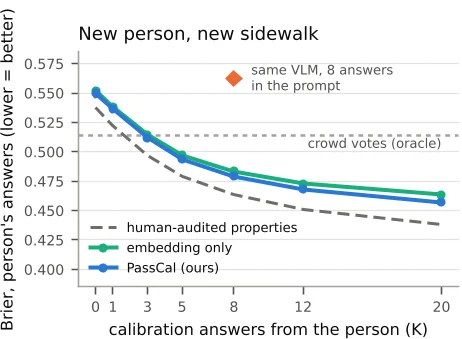 New person, new sidewalk
Brier, person's answers (lower = better)
0.575
0.550
0.525
0.500
0.475
0.450
0.425
0.400
same VLM, 8 answers
in the prompt
crowd votes (oracle)
human-audited properties
embedding only
PassCal (ours)
0 1 3 5 8 12 20
calibration answers from the person (K)